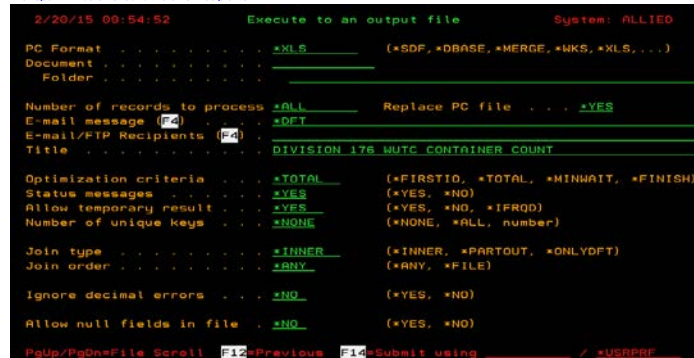 2/20/15 09:54:52 Execute to an output file System: ALLIED
PC Format . . . . . . . . . *XLS (*SDF,*DBASE,*MERGE,*WKS,*XLS,...)
Document . . . . . . . . . .
Folder . . . . . . . . . .
Number of records to process *ALL Replace PC file . . . *YES
E-mail message (F4) . . . . *DFT
E-mail/FTP Recipients (F4) .
Title . . . . . . . . . . . DIVISION 176 WUTC CONTAINER COUNT
Optimization criteria . . . *TOTAL (*FIRSTIO, *TOTAL, *MINWAIT, *FINISH)
Status messages . . . . . . *YES (*YES, *NO)
Allow temporary result . . . *YES (*YES, *NO, *IFRQD)
Number of unique keys . . . *NONE (*NONE, *ALL, number)
Join type . . . . . . . . . *INNER (*INNER, *PARTOUT, *ONLYDFT)
Join order . . . . . . . . . *ANY (*ANY, *FILE)
Ignore decimal errors . . . *NO (*YES, *NO)
Allow null fields in file . *NO (*YES, *NO)
PgUp/PgDn=File Scroll F12=Previous F14=Submit using / *USRPRF